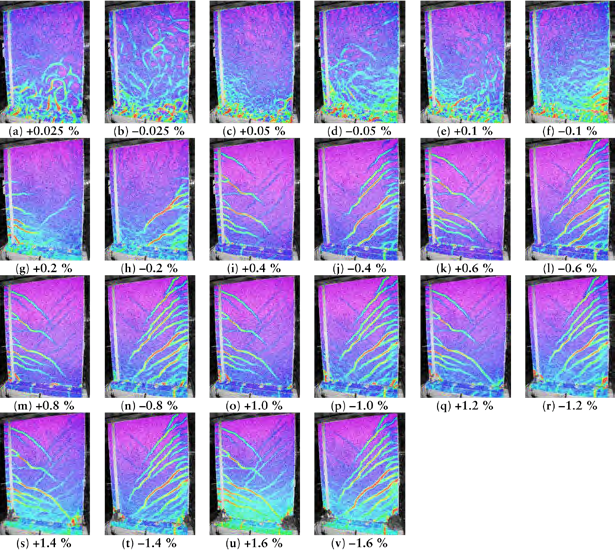 (a) +0.025 % (b) −0.025 % (c) +0.05 % (d) −0.05 % (e) +0.1 % (f) −0.1 %
(g) +0.2 % (h) −0.2 % (i) +0.4 % (j) −0.4 % (k) +0.6 % (l) −0.6 %
(m) +0.8 % (n) −0.8 % (o) +1.0 % (p) −1.0 % (q) +1.2 % (r) −1.2 %
(s) +1.4 % (t) −1.4 % (u) +1.6 % (v) −1.6 %